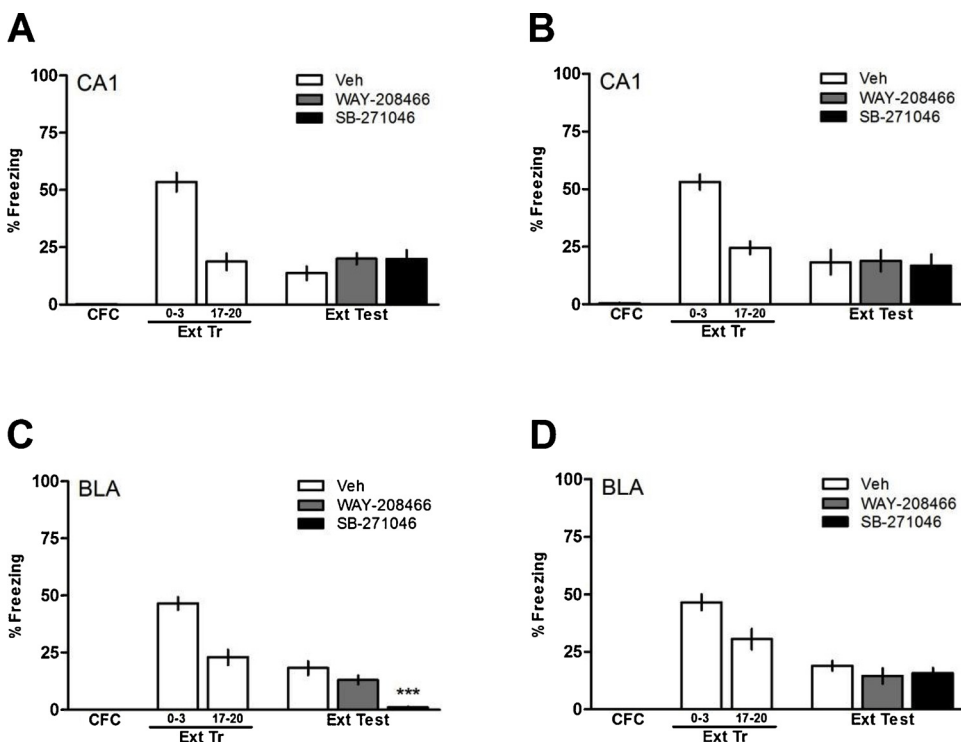 A
CA1
Veh
WAY-208466
SB-271046
100
75
50
25
0
% Freezing
CFC
0-3 17-20
Ext Tr
Ext Test
B
CA1
Veh
WAY-208466
SB-271046
100
75
50
25
0
% Freezing
CFC
0-3 17-20
Ext Tr
Ext Test
C
BLA
Veh
WAY-208466
SB-271046
100
75
50
25
0
% Freezing
***
CFC
0-3 17-20
Ext Tr
Ext Test
D
BLA
Veh
WAY-208466
SB-271046
100
75
50
25
0
% Freezing
CFC
0-3 17-20
Ext Tr
Ext Test